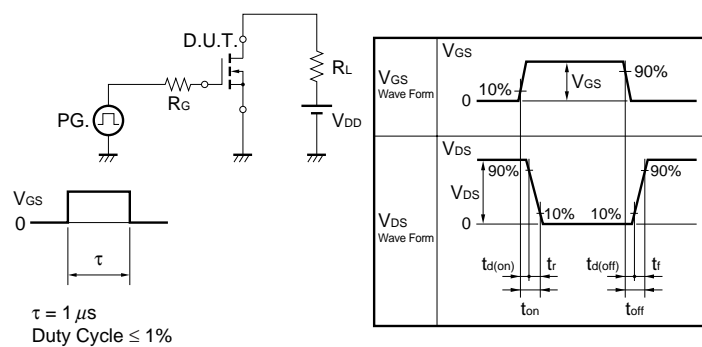 D.U.T.
RL
RG
PG.
VDD
VGS
0
τ
τ = 1 μs
Duty Cycle ≤ 1%
VGS
Wave Form
VGS
10%
VGS
90%
0
VDS
Wave Form
VDS
90%
VDS
90%
10%
10%
0
td(on)
tr
td(off)
tf
ton
toff